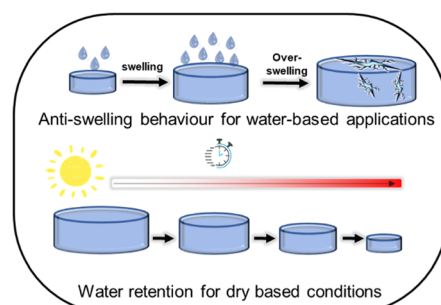 swelling
Over-
swelling
Anti-swelling behaviour for water-based applications
Water retention for dry based conditions